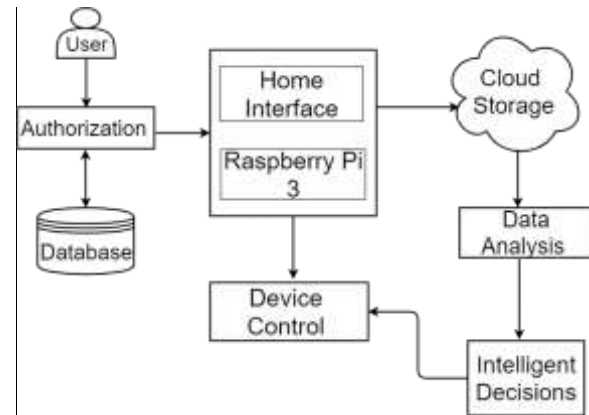 User
Authorization
Database
Home
Interface
Raspberry Pi
3
Device
Control
Cloud
Storage
Data
Analysis
Intelligent
Decisions